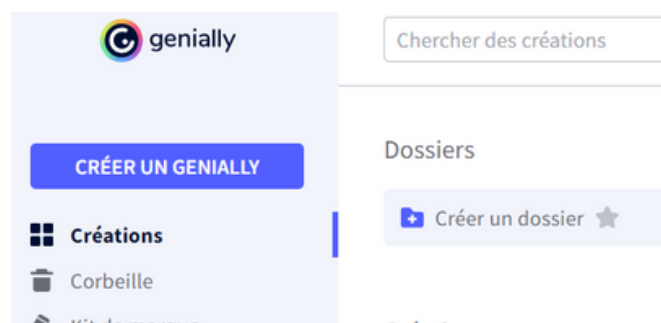 genially
Chercher des créations
CRÉER UN GENIALLY
Dossiers
Créer un dossier
Créations
Corbeille